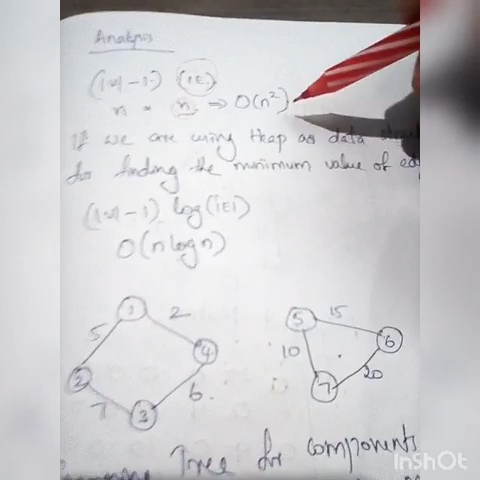 Analysis
(|V|-1) (|E|)
n × n ⇒ O(n²)
If we are using Heap as data
for finding the minimum value of
(|V|-1) log(|E|)
O(n log n)
1 2
5 4
2
7 6
3
5 15
6
10
7 20
Tree for components
InShOt